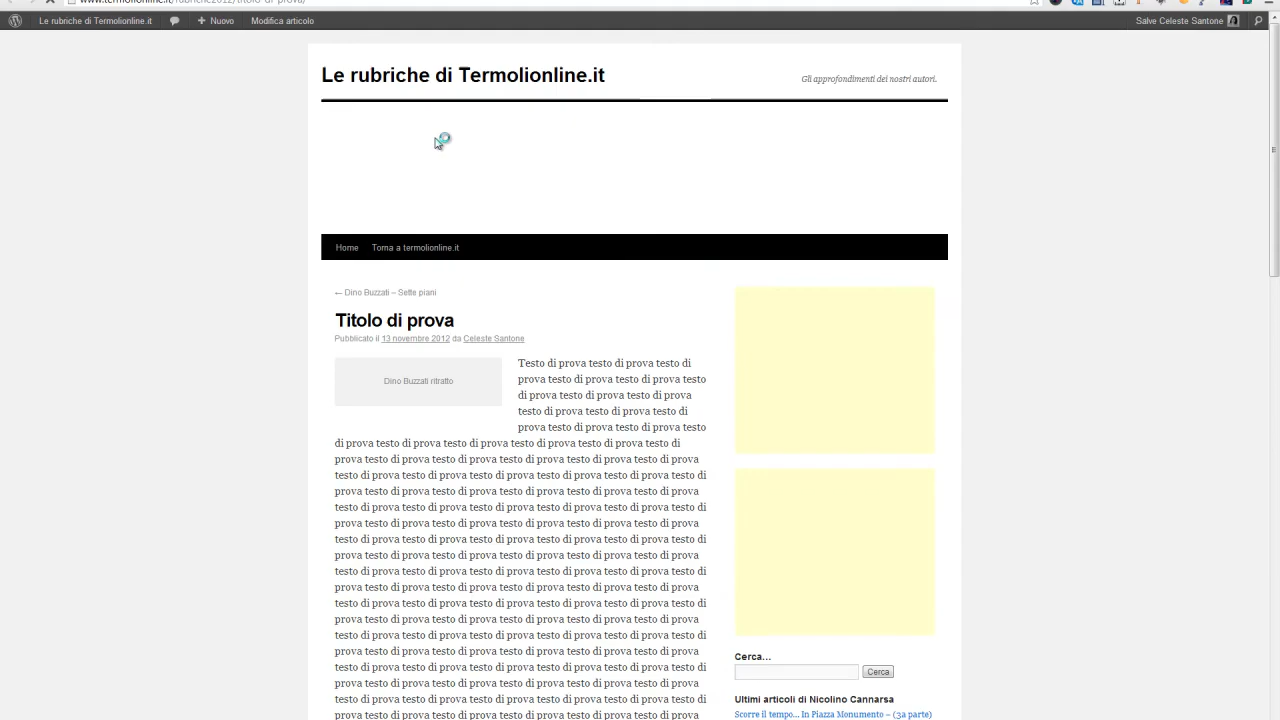 www.termolionline.it/rubriche2012/titolo-di-prova/
Le rubriche di Termolionline.it
Nuovo
Modifica articolo
Salve Celeste Santone
Le rubriche di Termolionline.it
Gli approfondimenti dei nostri autori.
Home
Torna a termolionline.it
← Dino Buzzati – Sette piani
Titolo di prova
Pubblicato il 13 novembre 2012 da Celeste Santone
Dino Buzzati ritratto
Testo di prova testo di prova testo di
prova testo di prova testo di prova testo
di prova testo di prova testo di prova
testo di prova testo di prova testo di
prova testo di prova testo di prova testo
di prova testo di prova testo di prova testo di prova testo di prova testo di
prova testo di prova testo di prova testo di prova testo di prova testo di prova
testo di prova testo di prova testo di prova testo di prova testo di prova testo di
prova testo di prova testo di prova testo di prova testo di prova testo di prova
testo di prova testo di prova testo di prova testo di prova testo di prova testo di
prova testo di prova testo di prova testo di prova testo di prova testo di prova
testo di prova testo di prova testo di prova testo di prova testo di prova testo di
prova testo di prova testo di prova testo di prova testo di prova testo di prova
testo di prova testo di prova testo di prova testo di prova testo di prova testo di
prova testo di prova testo di prova testo di prova testo di prova testo di prova
testo di prova testo di prova testo di prova testo di prova testo di prova testo di
prova testo di prova testo di prova testo di prova testo di prova testo di prova
testo di prova testo di prova testo di prova testo di prova testo di prova testo di
prova testo di prova testo di prova testo di prova testo di prova testo di prova
testo di prova testo di prova testo di prova testo di prova testo di prova testo di
prova testo di prova testo di prova testo di prova testo di prova testo di prova
testo di prova testo di prova testo di prova testo di prova testo di prova testo di
prova testo di prova testo di prova testo di prova testo di prova testo di prova
Cerca...
Cerca
Ultimi articoli di Nicolino Cannarsa
Scorre il tempo... In Piazza Monumento – (3a parte)